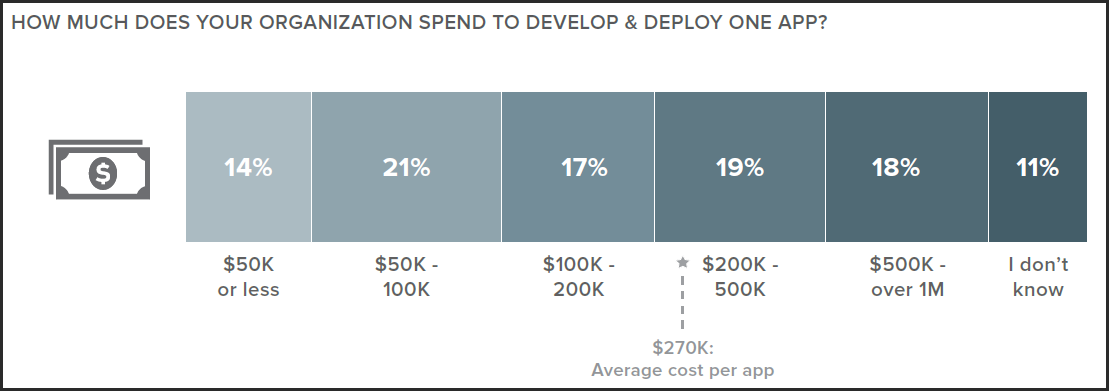 HOW MUCH DOES YOUR ORGANIZATION SPEND TO DEVELOP & DEPLOY ONE APP?
$
14%
21%
17%
19%
18%
11%
$50K
or less
$50K -
100K
$100K -
200K
$200K -
500K
$500K -
over 1M
I don’t
know
$270K:
Average cost per app